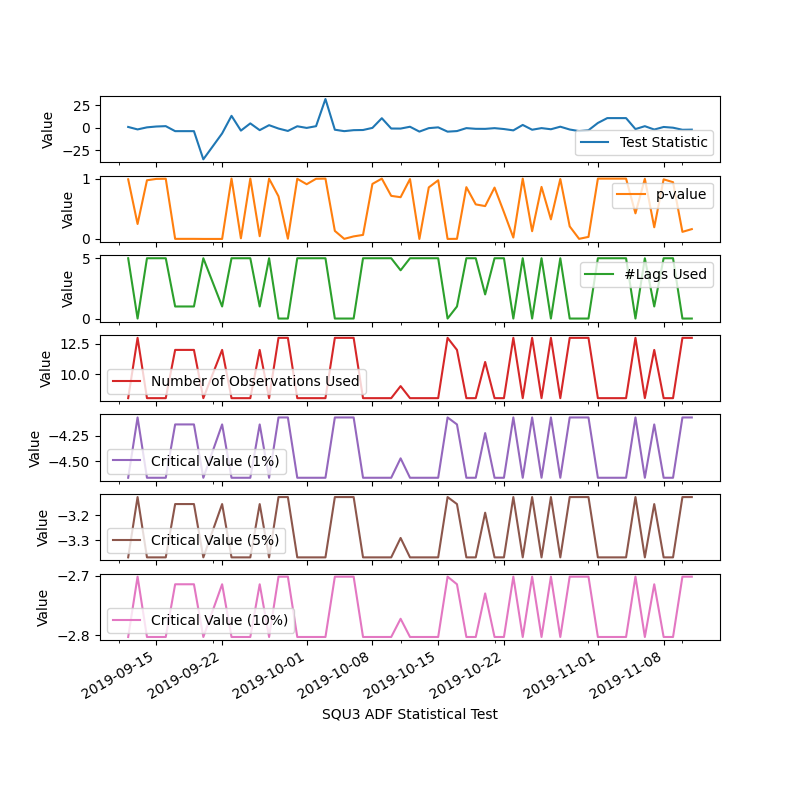 25
0
−25
Value
Test Statistic
1
0
Value
p-value
5
0
Value
#Lags Used
12.5
10.0
Value
Number of Observations Used
−4.25
−4.50
Value
Critical Value (1%)
−3.2
−3.3
Value
Critical Value (5%)
−2.7
−2.8
Value
Critical Value (10%)
2019-09-15
2019-09-22
2019-10-01
2019-10-08
2019-10-15
2019-10-22
2019-11-01
2019-11-08
SQU3 ADF Statistical Test